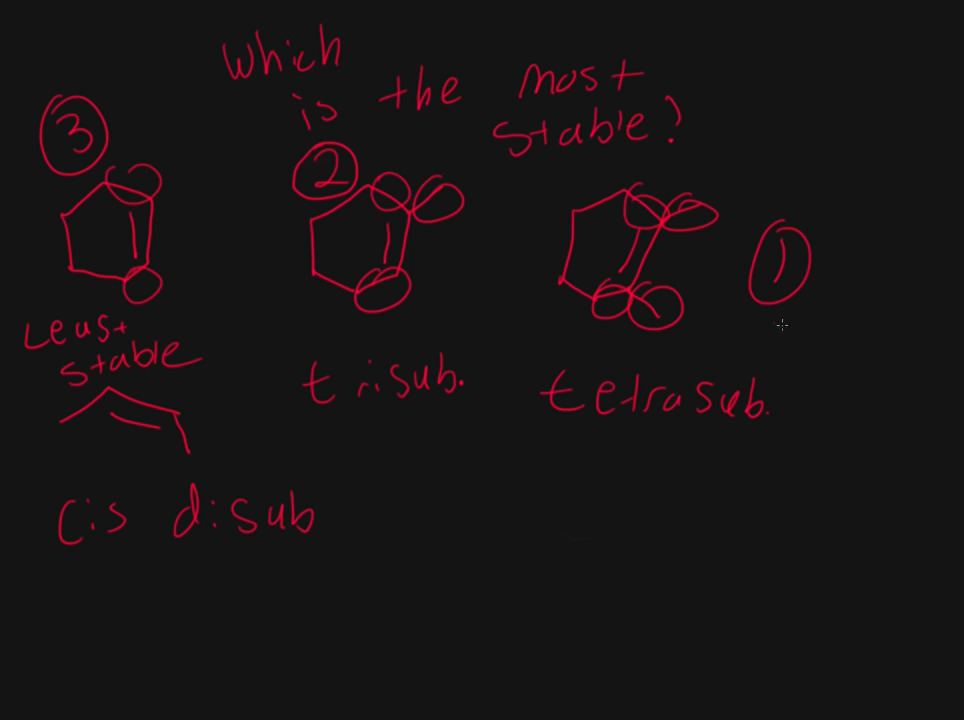 which
is the most
stable?
3
2
1
Least
stable
trisub.
tetrasub.
cis disub